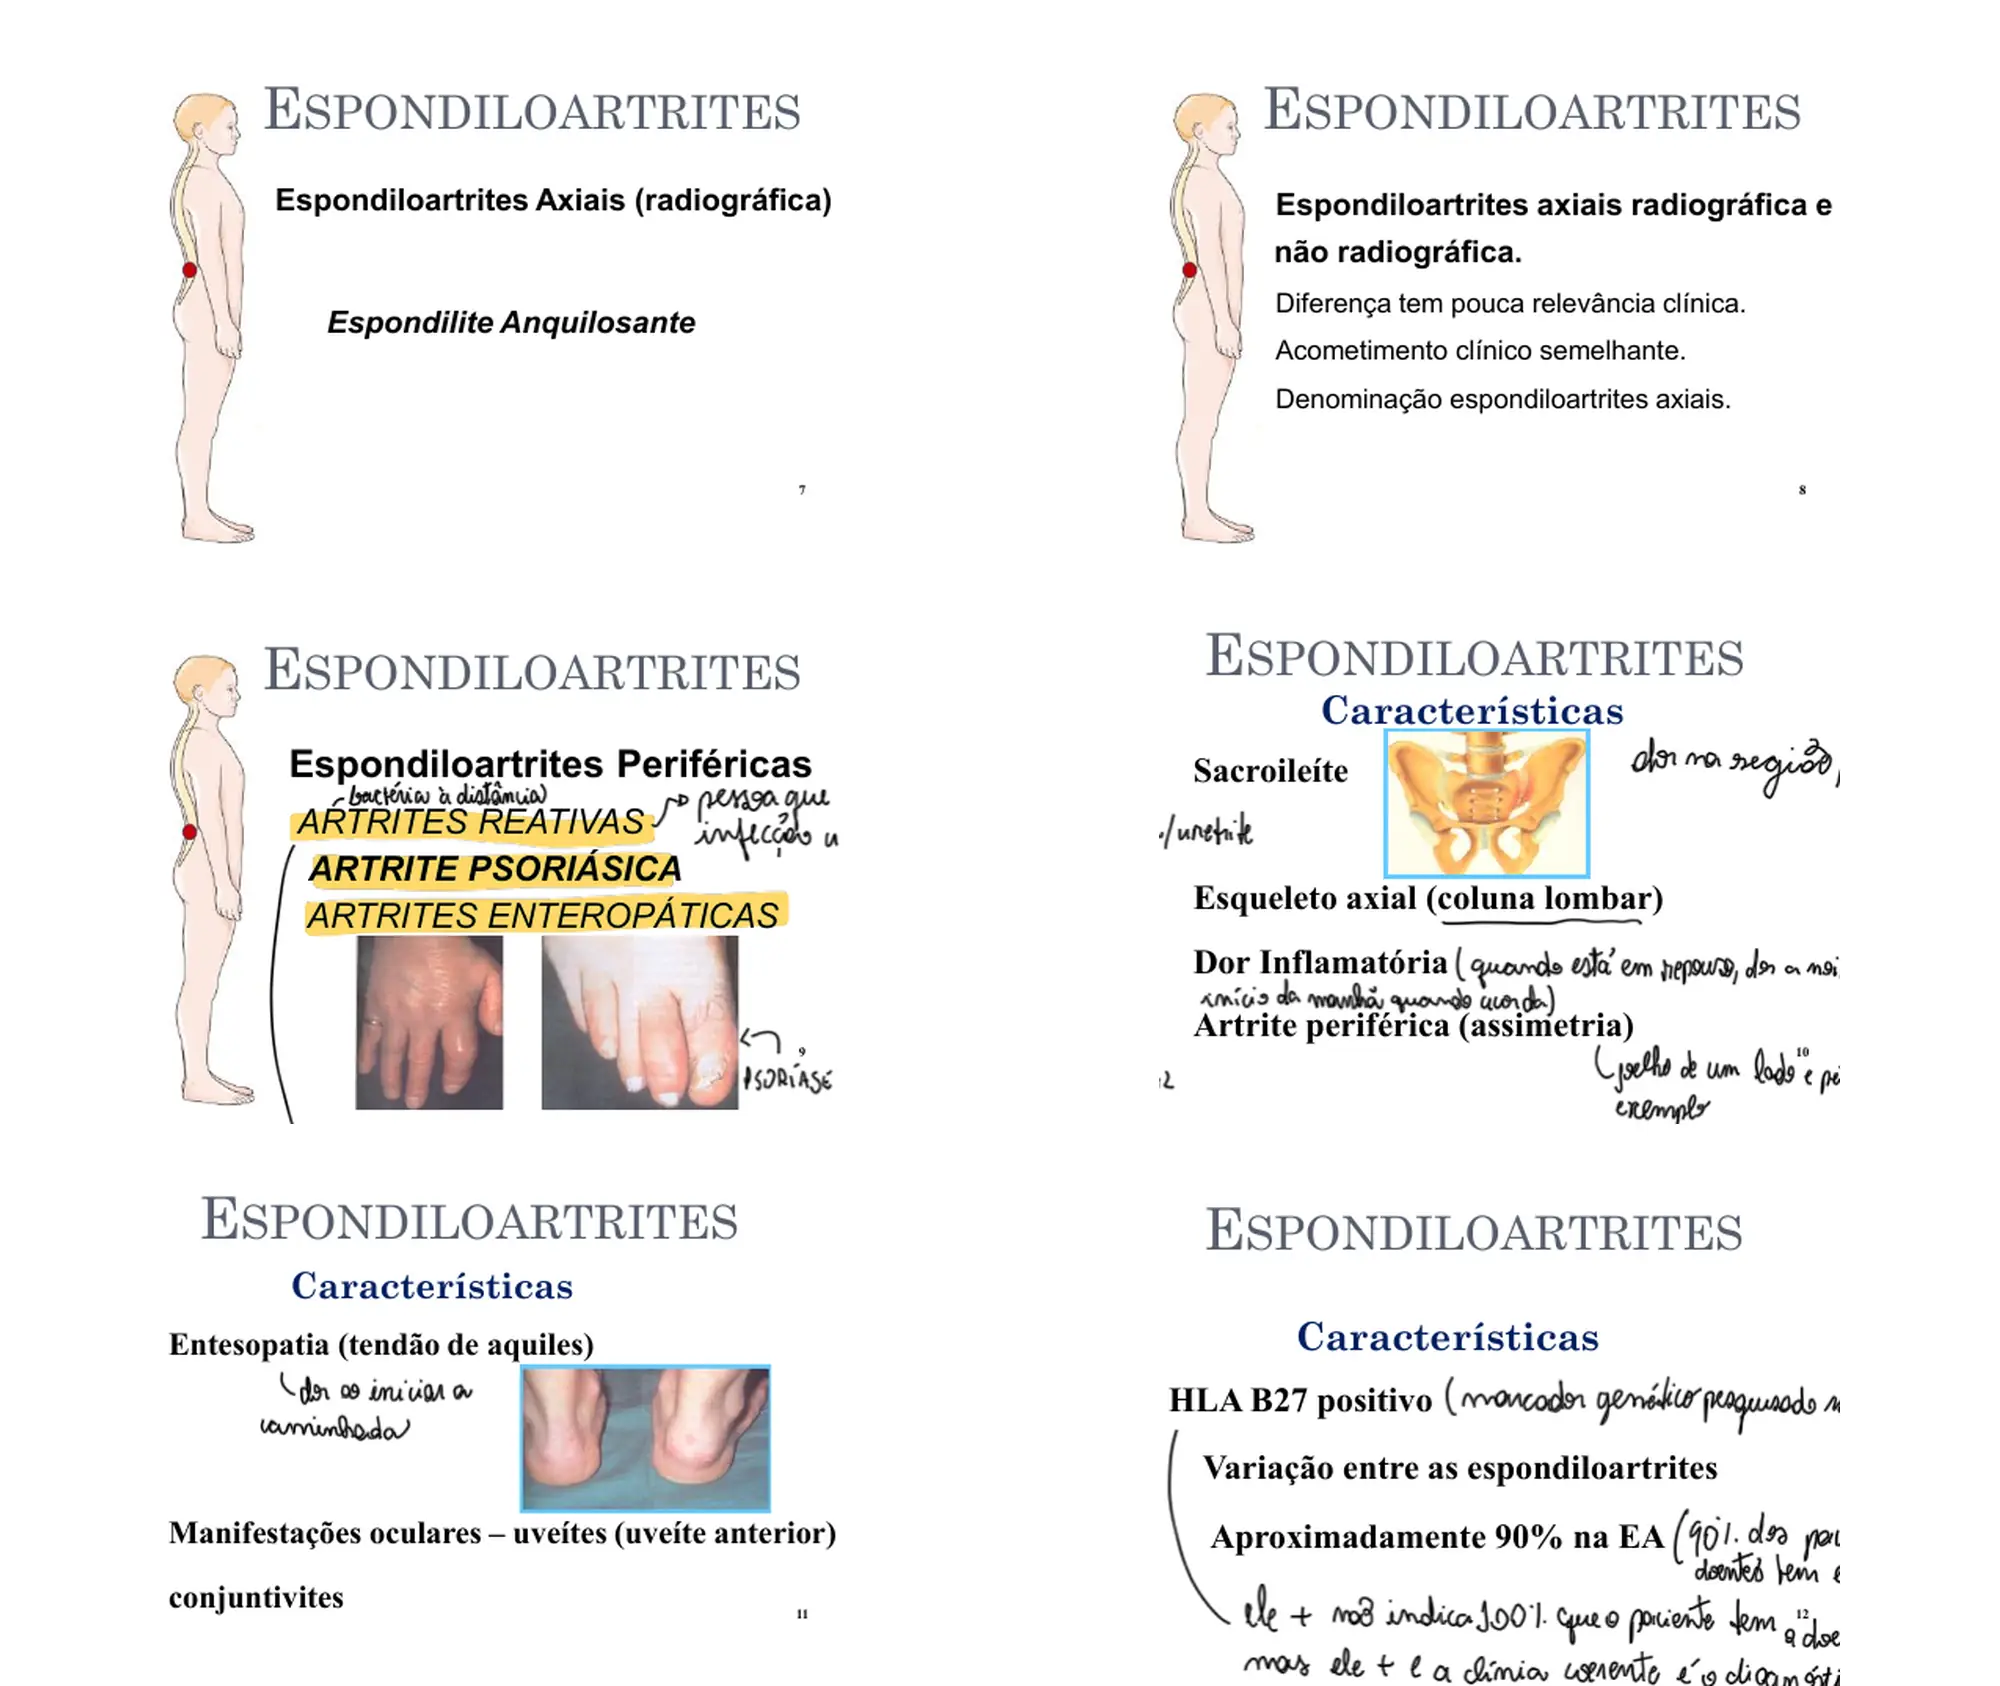 ESPONDILOARTRITES
Espondiloartrites Axiais (radiográfica)
Espondilite Anquilosante
7
ESPONDILOARTRITES
Espondiloartrites axiais radiográfica e
não radiográfica.
Diferença tem pouca relevância clínica.
Acometimento clínico semelhante.
Denominação espondiloartrites axiais.
8
ESPONDILOARTRITES
Espondiloartrites Periféricas
bactéria à distância
ARTRITES REATIVAS
pessoa que
infecção u
ARTRITE PSORIÁSICA
ARTRITES ENTEROPÁTICAS
PSORÍASE
9
ESPONDILOARTRITES
Características
Sacroileíte
dor na região
/uretrite
Esqueleto axial (coluna lombar)
Dor Inflamatória (quando está em repouso, dor a noi
início da manhã quando acorda)
Artrite periférica (assimetria)
10
joelho de um lado e pé
exemplo
ESPONDILOARTRITES
Características
Entesopatia (tendão de aquiles)
dor ao iniciar a
caminhada
Manifestações oculares – uveítes (uveíte anterior)
conjuntivites
11
ESPONDILOARTRITES
Características
HLA B27 positivo (marcador genético pesquisado n
Variação entre as espondiloartrites
Aproximadamente 90% na EA (90% dos
doentes tem
ele + não indica 100% que o paciente tem a doe
12
mas ele + e a clínia coerente é o diagnósti